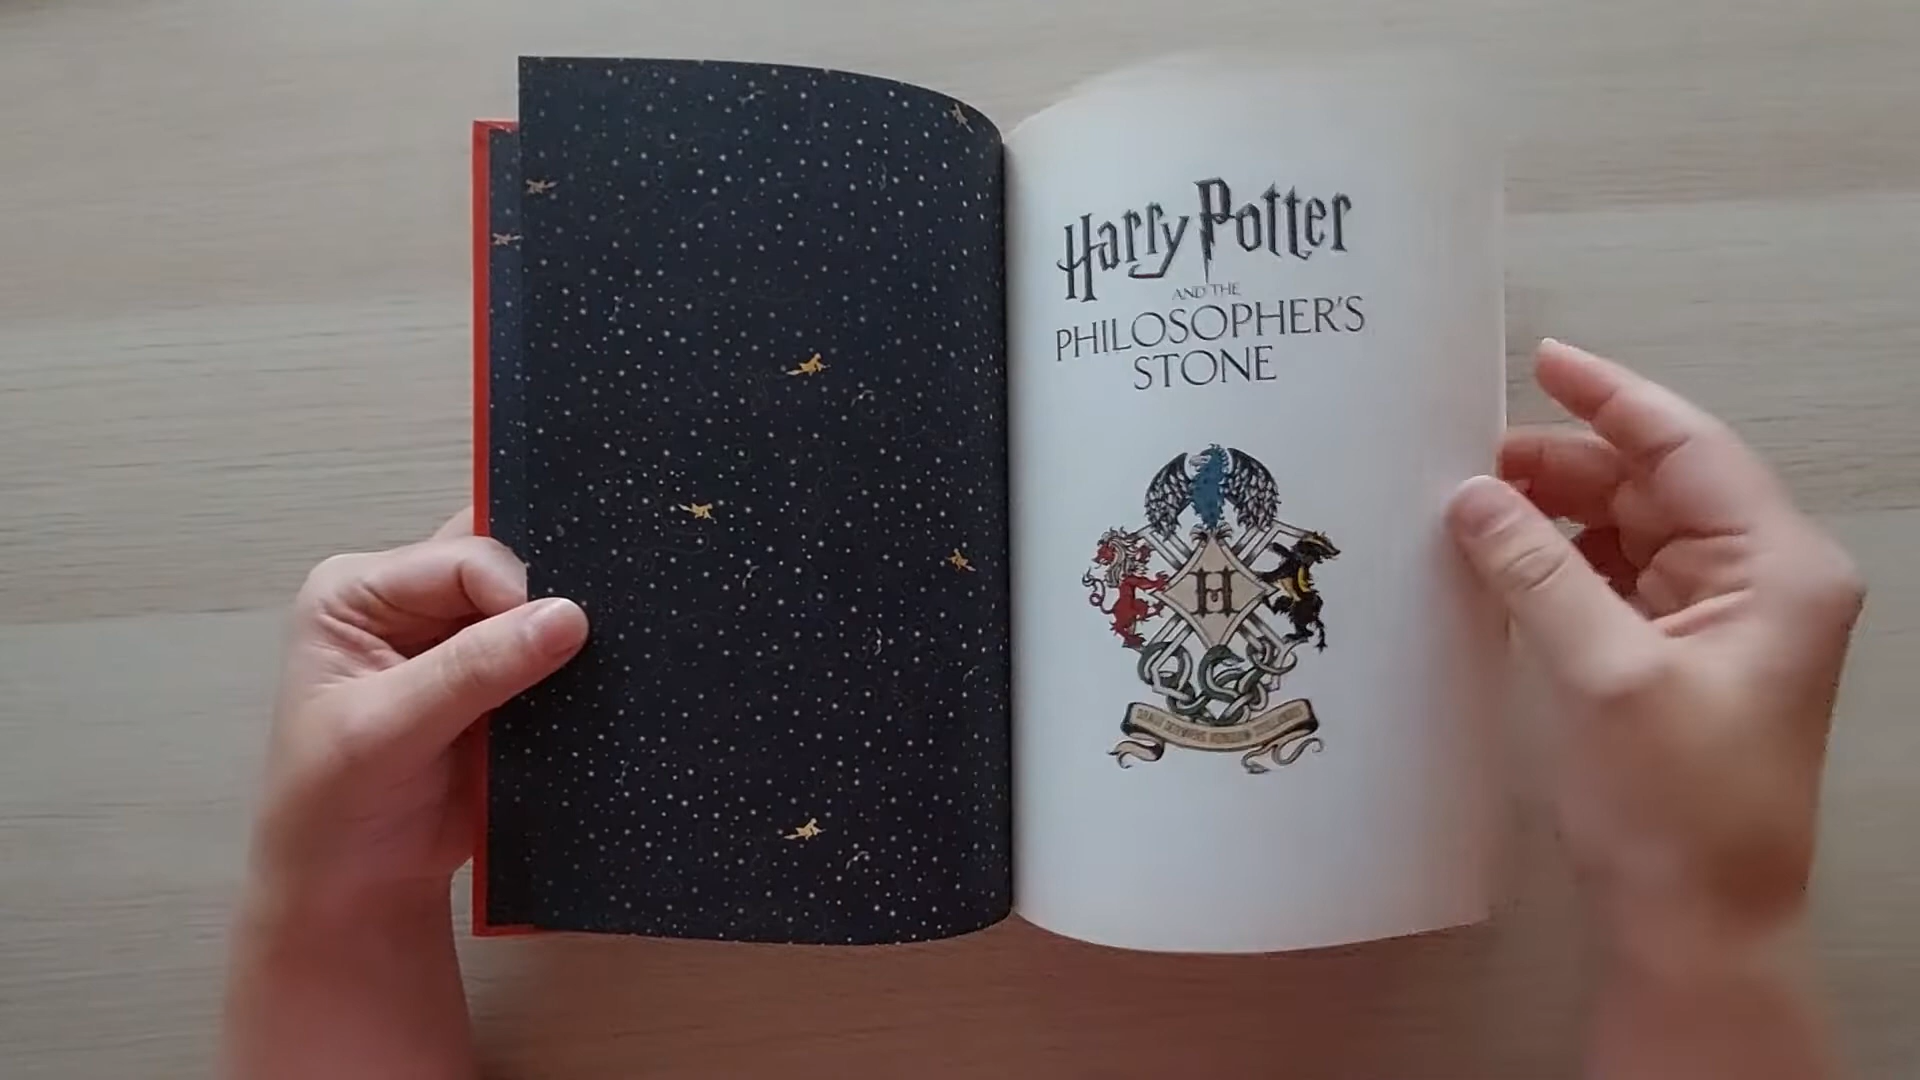 Harry Potter
AND THE
PHILOSOPHER'S
STONE
H